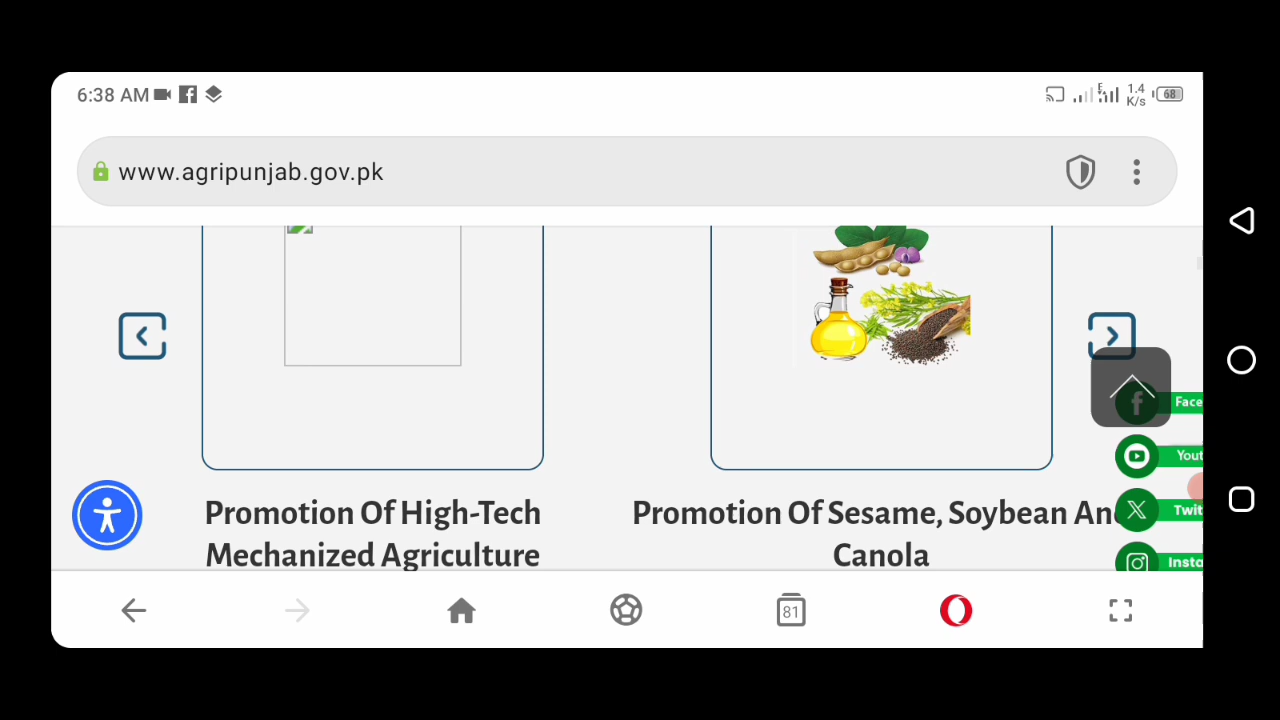 6:38 AM
E
1.4
K/s
68
www.agripunjab.gov.pk
Face
Yout
Twit
Insta
Promotion Of High-Tech
Mechanized Agriculture
Promotion Of Sesame, Soybean And
Canola
81